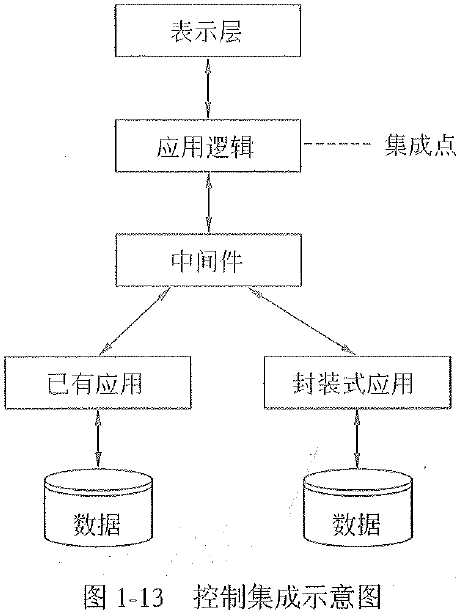 表示层
应用逻辑
集成点
中间件
已有应用
封装式应用
数据
数据
图 1-13 控制集成示意图